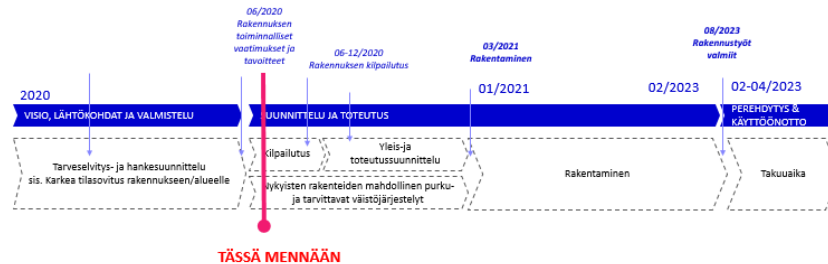 06/2020
Rakennuksen
toiminnalliset
vaatimukset ja
tavoitteet
06-12/2020
Rakennuksen kilpailutus
03/2021
Rakentaminen
08/2023
Rakennustyöt
valmiit
2020
01/2021
02/2023
02-04/2023
VISIO, LÄHTÖKOHDAT JA VALMISTELU
SUUNNITTELU JA TOTEUTUS
PEREHDYTYS &
KÄYTTÖÖNOTTO
Tarveselvitys- ja hankesuunnittelu
sis. Karkea tilasovitus rakennukseen/alueelle
Kilpailutus
Yleis-ja
toteutussuunnittelu
Nykyisten rakenteiden mahdollinen purku-
ja tarvittavat väistöjärjestelyt
Rakentaminen
Takuuaika
TÄSSÄ MENNÄÄN